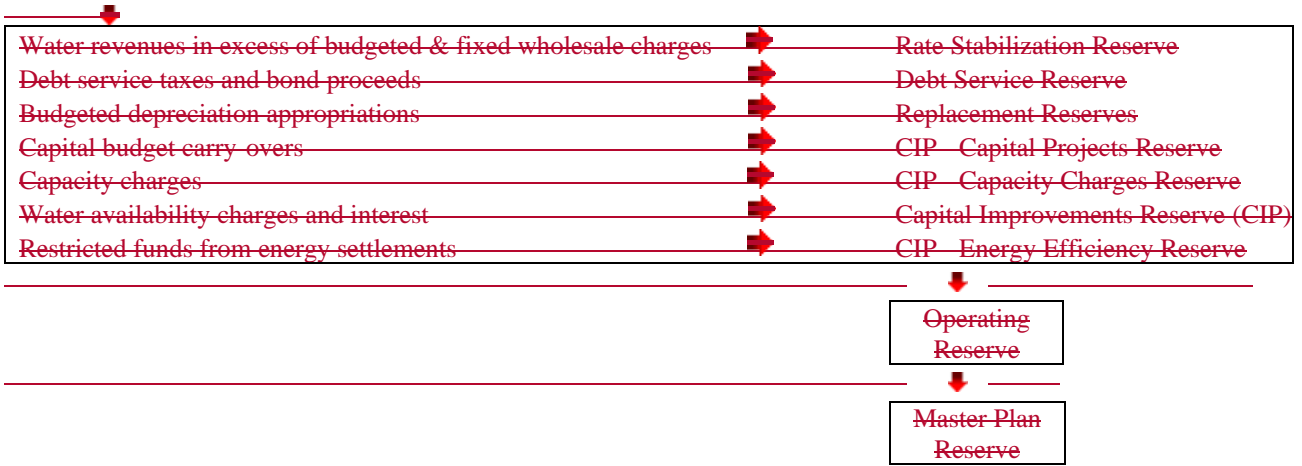 Water revenues in excess of budgeted & fixed wholesale charges Rate Stabilization Reserve
Debt service taxes and bond proceeds Debt Service Reserve
Budgeted depreciation appropriations Replacement Reserves
Capital budget carry-overs CIP - Capital Projects Reserve
Capacity charges CIP - Capacity Charges Reserve
Water availability charges and interest Capital Improvements Reserve (CIP)
Restricted funds from energy settlements CIP - Energy Efficiency Reserve
Operating
Reserve
Master Plan
Reserve